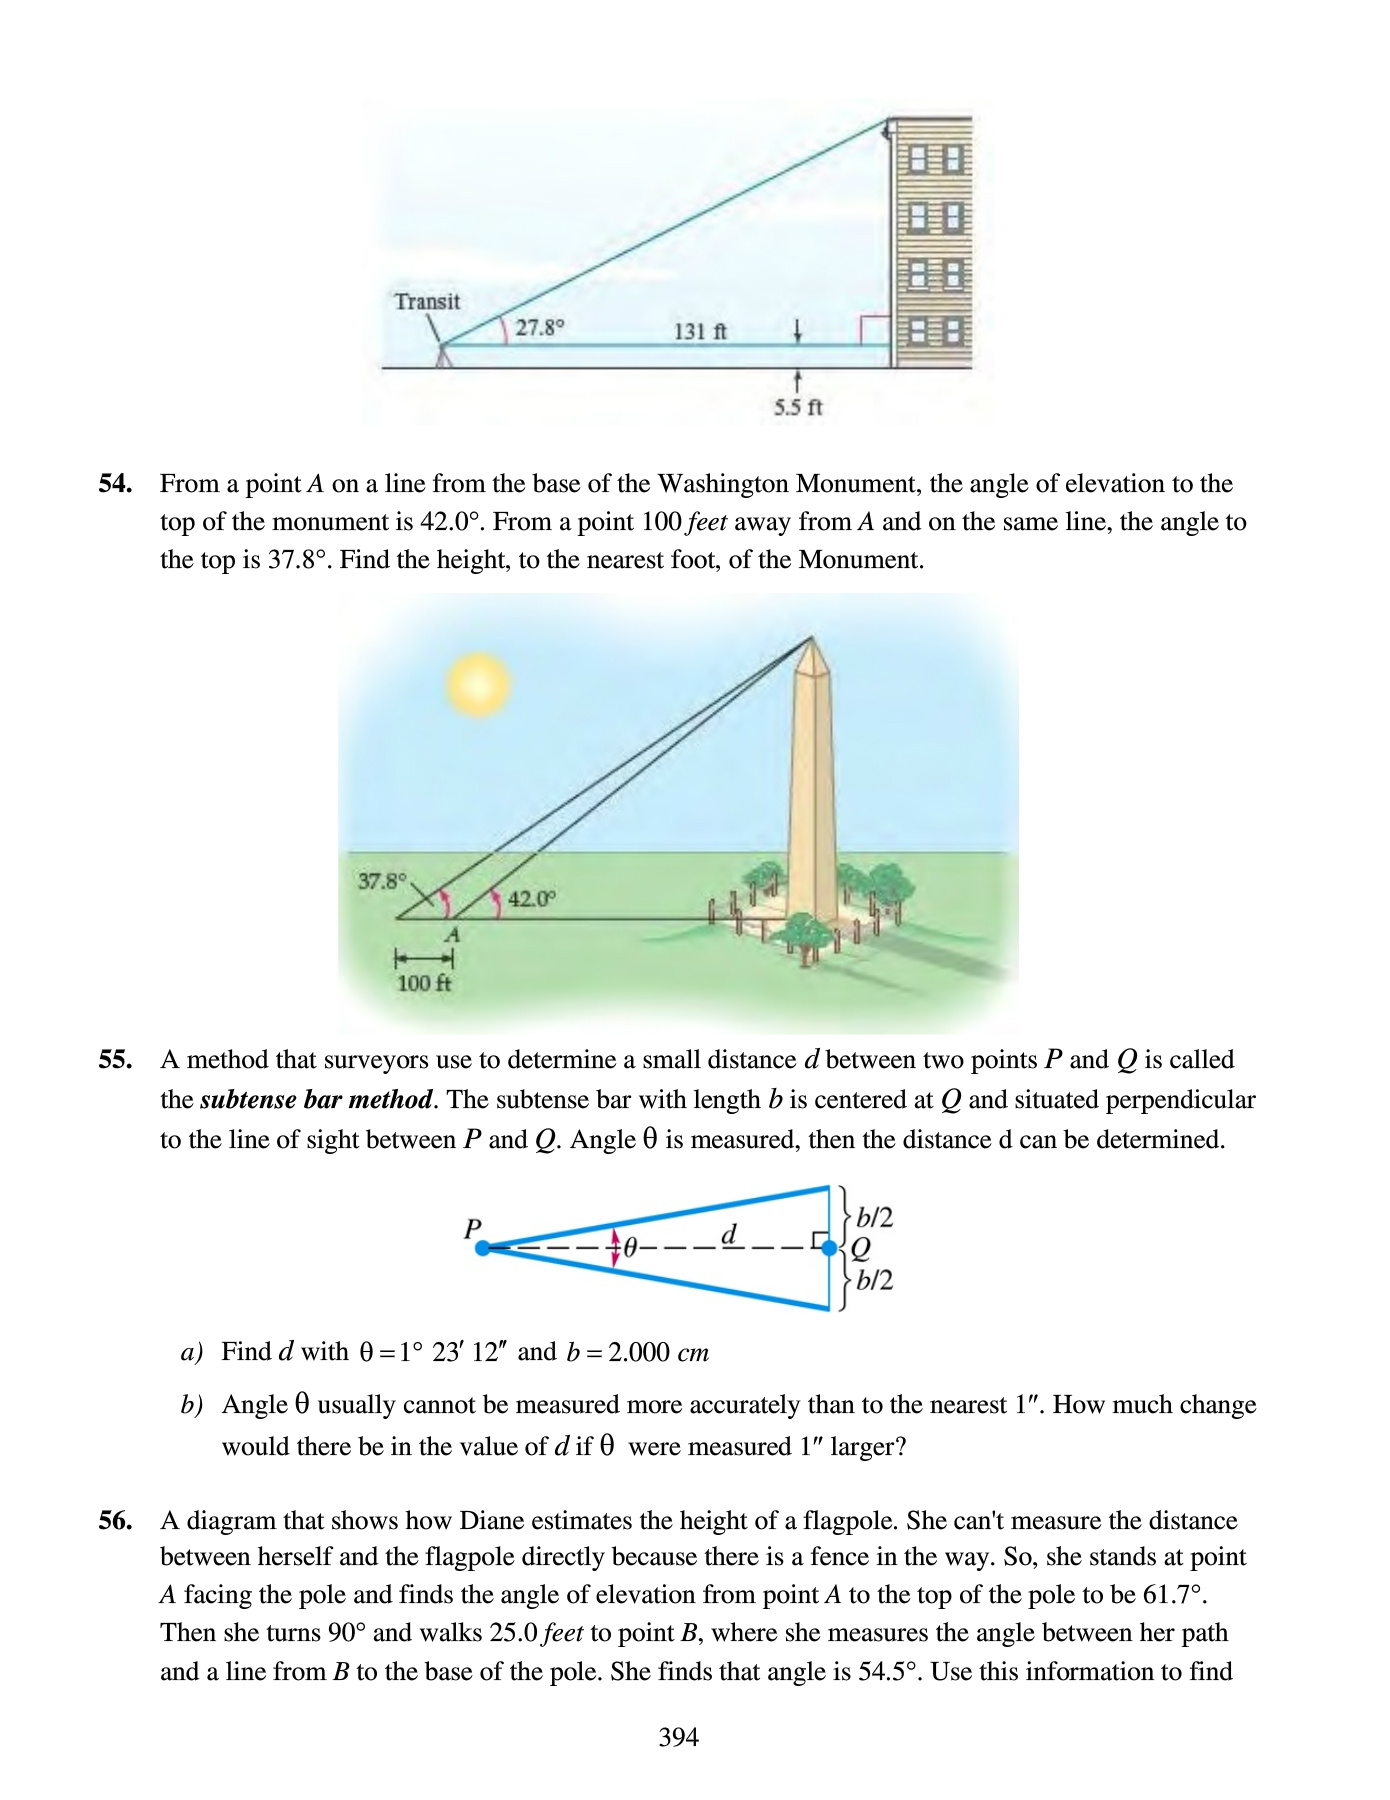 Transit
27.8°
131 ft
5.5 ft
54. From a point A on a line from the base of the Washington Monument, the angle of elevation to the
top of the monument is 42.0°. From a point 100 feet away from A and on the same line, the angle to
the top is 37.8°. Find the height, to the nearest foot, of the Monument.
37.8°
42.0°
A
100 ft
55. A method that surveyors use to determine a small distance d between two points P and Q is called
the subtense bar method. The subtense bar with length b is centered at Q and situated perpendicular
to the line of sight between P and Q. Angle θ is measured, then the distance d can be determined.
P
θ
d
b/2
Q
b/2
a) Find d with θ = 1° 23′ 12″ and b = 2.000 cm
b) Angle θ usually cannot be measured more accurately than to the nearest 1″. How much change
would there be in the value of d if θ were measured 1″ larger?
56. A diagram that shows how Diane estimates the height of a flagpole. She can't measure the distance
between herself and the flagpole directly because there is a fence in the way. So, she stands at point
A facing the pole and finds the angle of elevation from point A to the top of the pole to be 61.7°.
Then she turns 90° and walks 25.0 feet to point B, where she measures the angle between her path
and a line from B to the base of the pole. She finds that angle is 54.5°. Use this information to find
394